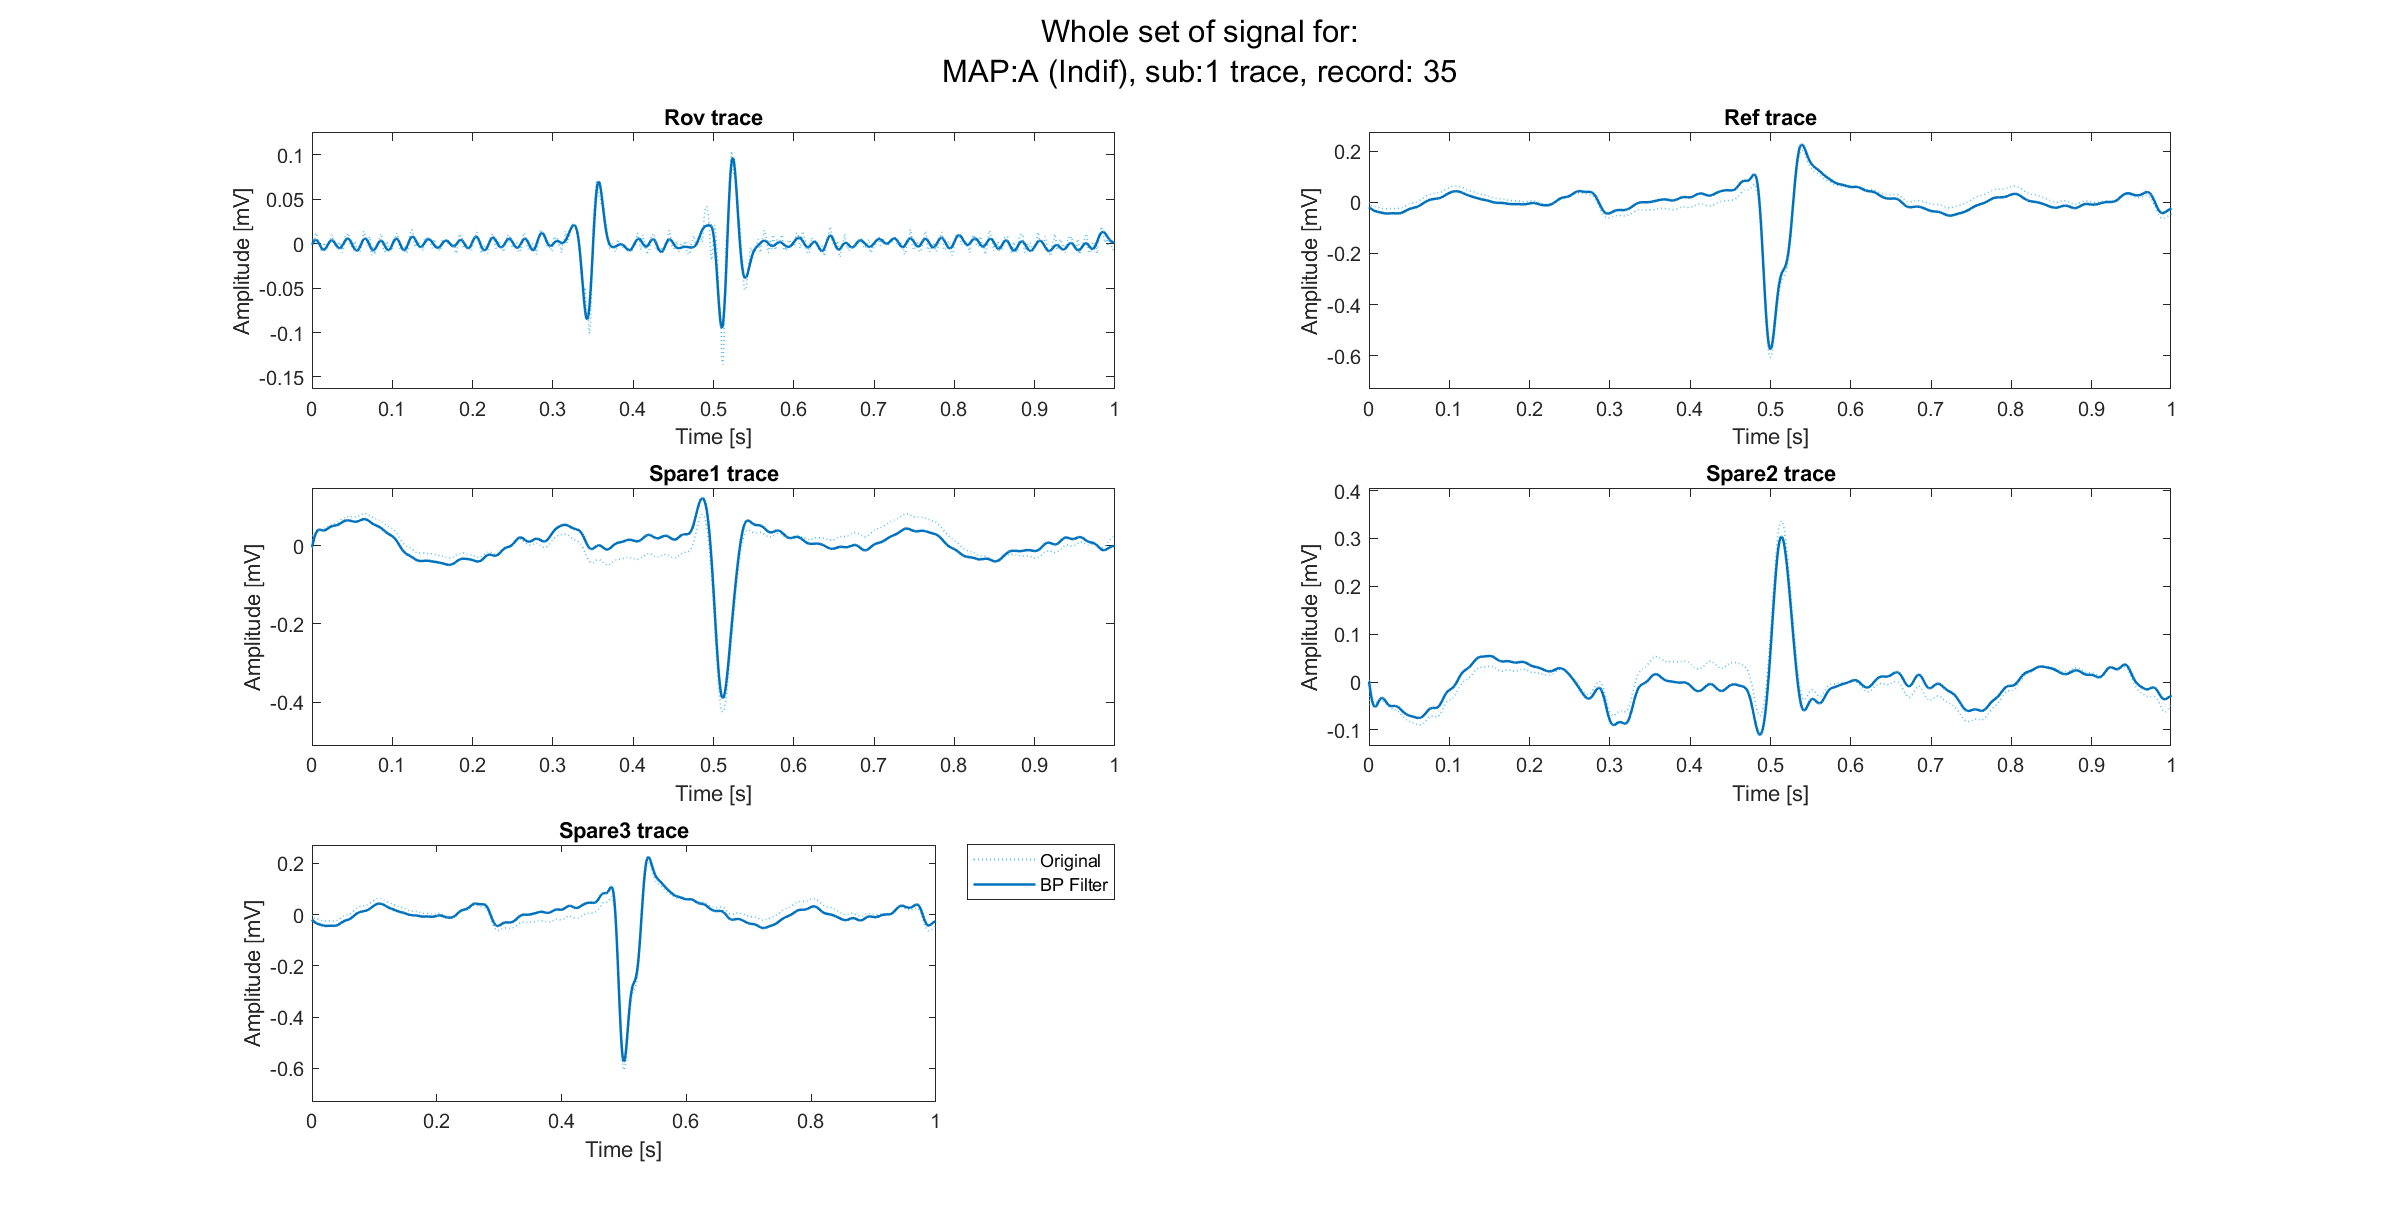 Whole set of signal for:
MAP:A (Indif), sub:1 trace, record: 35
Rov trace
0.1
0.05
0
-0.05
-0.1
-0.15
Amplitude [mV]
0 0.1 0.2 0.3 0.4 0.5 0.6 0.7 0.8 0.9 1
Time [s]
Ref trace
0.2
0
-0.2
-0.4
-0.6
Amplitude [mV]
0 0.1 0.2 0.3 0.4 0.5 0.6 0.7 0.8 0.9 1
Time [s]
Spare1 trace
0
-0.2
-0.4
Amplitude [mV]
0 0.1 0.2 0.3 0.4 0.5 0.6 0.7 0.8 0.9 1
Time [s]
Spare2 trace
0.4
0.3
0.2
0.1
0
-0.1
Amplitude [mV]
0 0.1 0.2 0.3 0.4 0.5 0.6 0.7 0.8 0.9 1
Time [s]
Spare3 trace
0.2
0
-0.2
-0.4
-0.6
Amplitude [mV]
0 0.2 0.4 0.6 0.8 1
Time [s]
Original
BP Filter